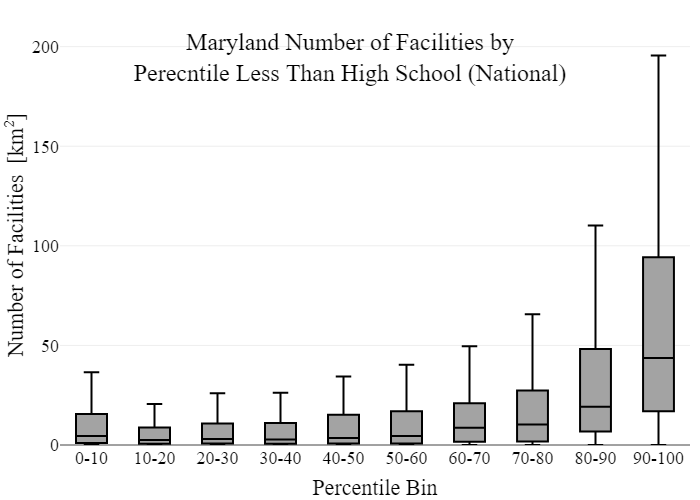 Maryland Number of Facilities by
Perecntile Less Than High School (National)
Number of Facilities [km²]
200
150
100
50
0
0-10 10-20 20-30 30-40 40-50 50-60 60-70 70-80 80-90 90-100
Percentile Bin